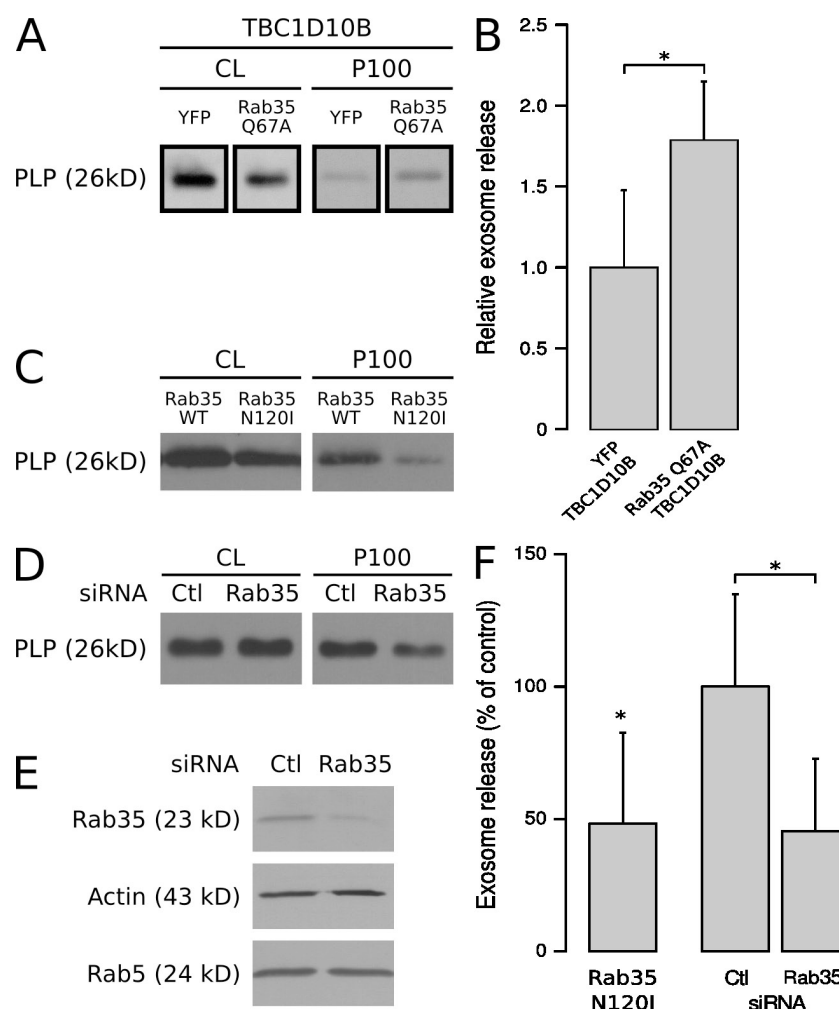 A
TBC1D10B
CL P100
YFP Rab35 Q67A YFP Rab35 Q67A
PLP (26kD)
B
Relative exosome release
2.5
2.0
1.5
1.0
0.5
0
*
YFP TBC1D10B
Rab35 Q67A TBC1D10B
C
CL P100
Rab35 WT Rab35 N120I Rab35 WT Rab35 N120I
PLP (26kD)
D
CL P100
siRNA Ctl Rab35 Ctl Rab35
PLP (26kD)
E
siRNA Ctl Rab35
Rab35 (23 kD)
Actin (43 kD)
Rab5 (24 kD)
F
Exosome release (% of control)
150
100
50
0
*
*
Rab35 N120I
Ctl Rab35
siRNA